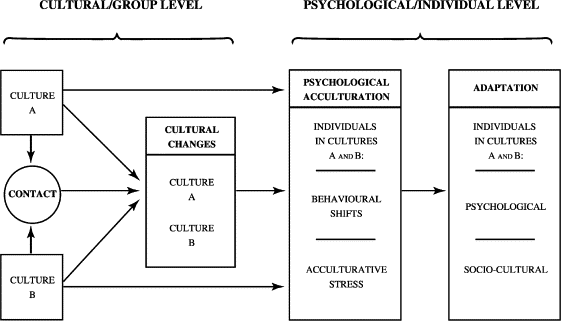 CULTURAL/GROUP LEVEL
PSYCHOLOGICAL/INDIVIDUAL LEVEL
CULTURE
A
CONTACT
CULTURE
B
CULTURAL
CHANGES
CULTURE
A
CULTURE
B
PSYCHOLOGICAL
ACCULTURATION
INDIVIDUALS
IN CULTURES
A AND B:
BEHAVIOURAL
SHIFTS
ACCULTURATIVE
STRESS
ADAPTATION
INDIVIDUALS
IN CULTURES
A AND B:
PSYCHOLOGICAL
SOCIO-CULTURAL